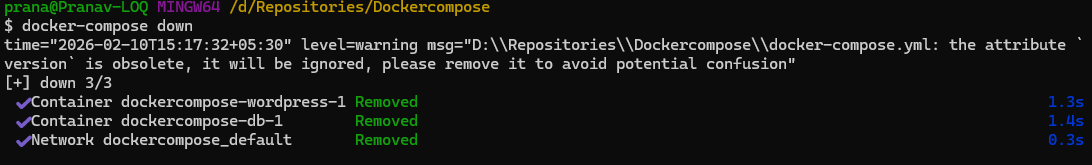 prana@Pranav-LOQ MINGW64 /d/Repositories/Dockercompose
$ docker-compose down
time="2026-02-10T15:17:32+05:30" level=warning msg="D:\\Repositories\\Dockercompose\\docker-compose.yml: the attribute `
version` is obsolete, it will be ignored, please remove it to avoid potential confusion"
[+] down 3/3
✔Container dockercompose-wordpress-1 Removed 1.3s
✔Container dockercompose-db-1 Removed 1.4s
✔Network dockercompose_default Removed 0.3s